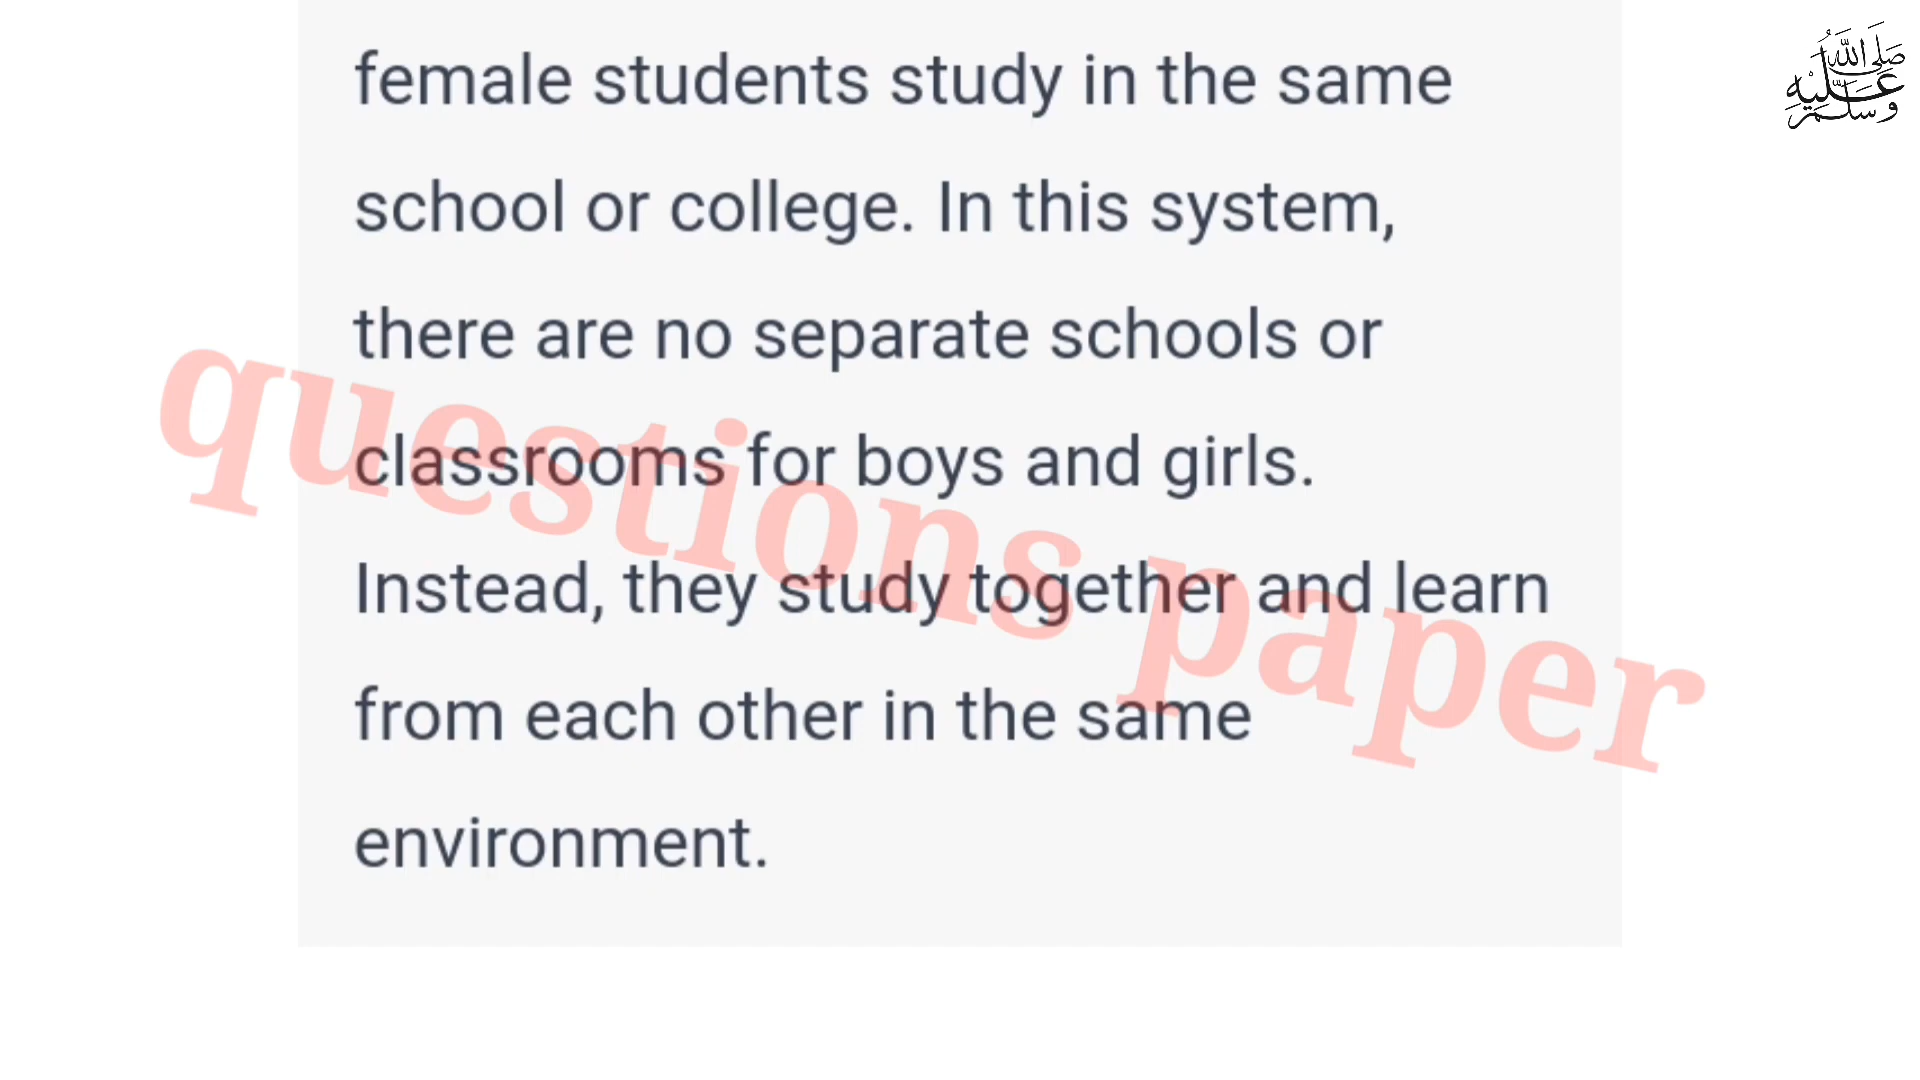 female students study in the same
school or college. In this system,
there are no separate schools or
classrooms for boys and girls.
Instead, they study together and learn
from each other in the same
environment.
questions paper
صلى الله
عليه
وسلم